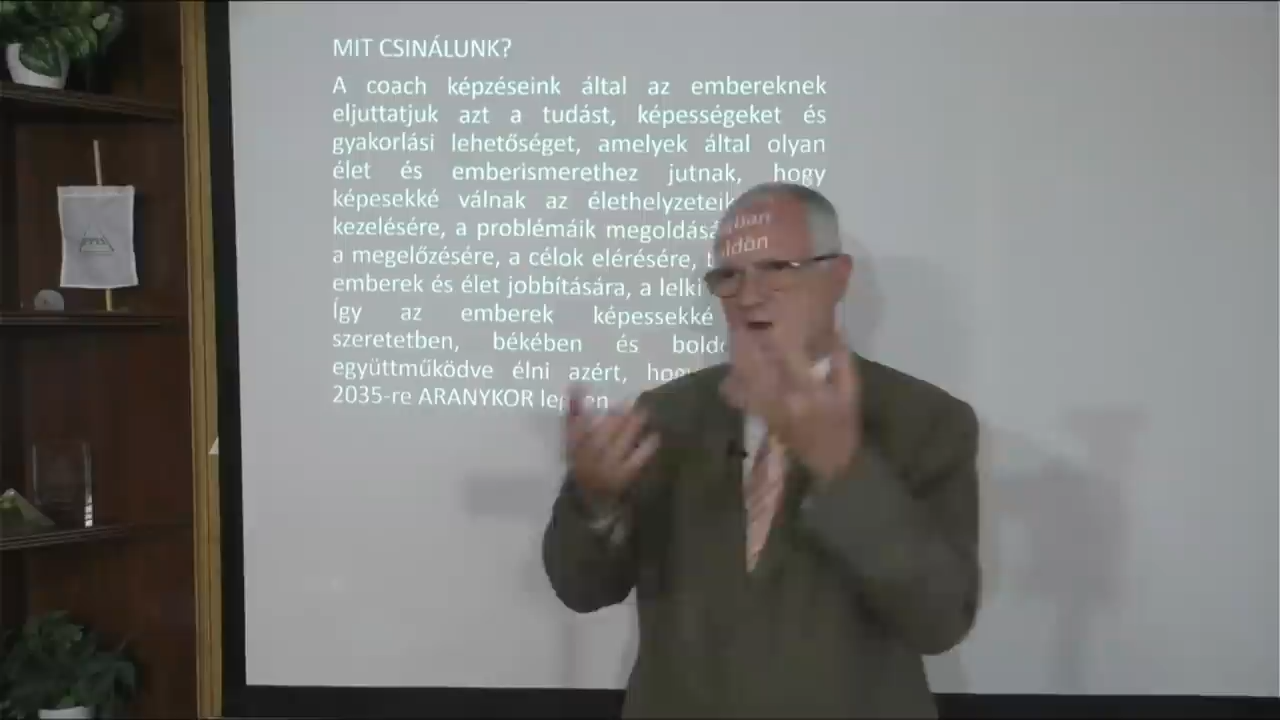 MIT CSINÁLUNK?
A coach képzéseink által az embereknek
eljuttatjuk azt a tudást, képességeket és
gyakorlási lehetőséget, amelyek által olyan
élet és emberismerethez jutnak, hogy
képesekké válnak az
kezelésére, a problémáik
a megelőzésére, a célok elérésére,
emberek és élet jobbítására, a lelki
Így az emberek képessekké
szeretetben, békében és
együttműködve élni azért,
2035-re ARANYKOR